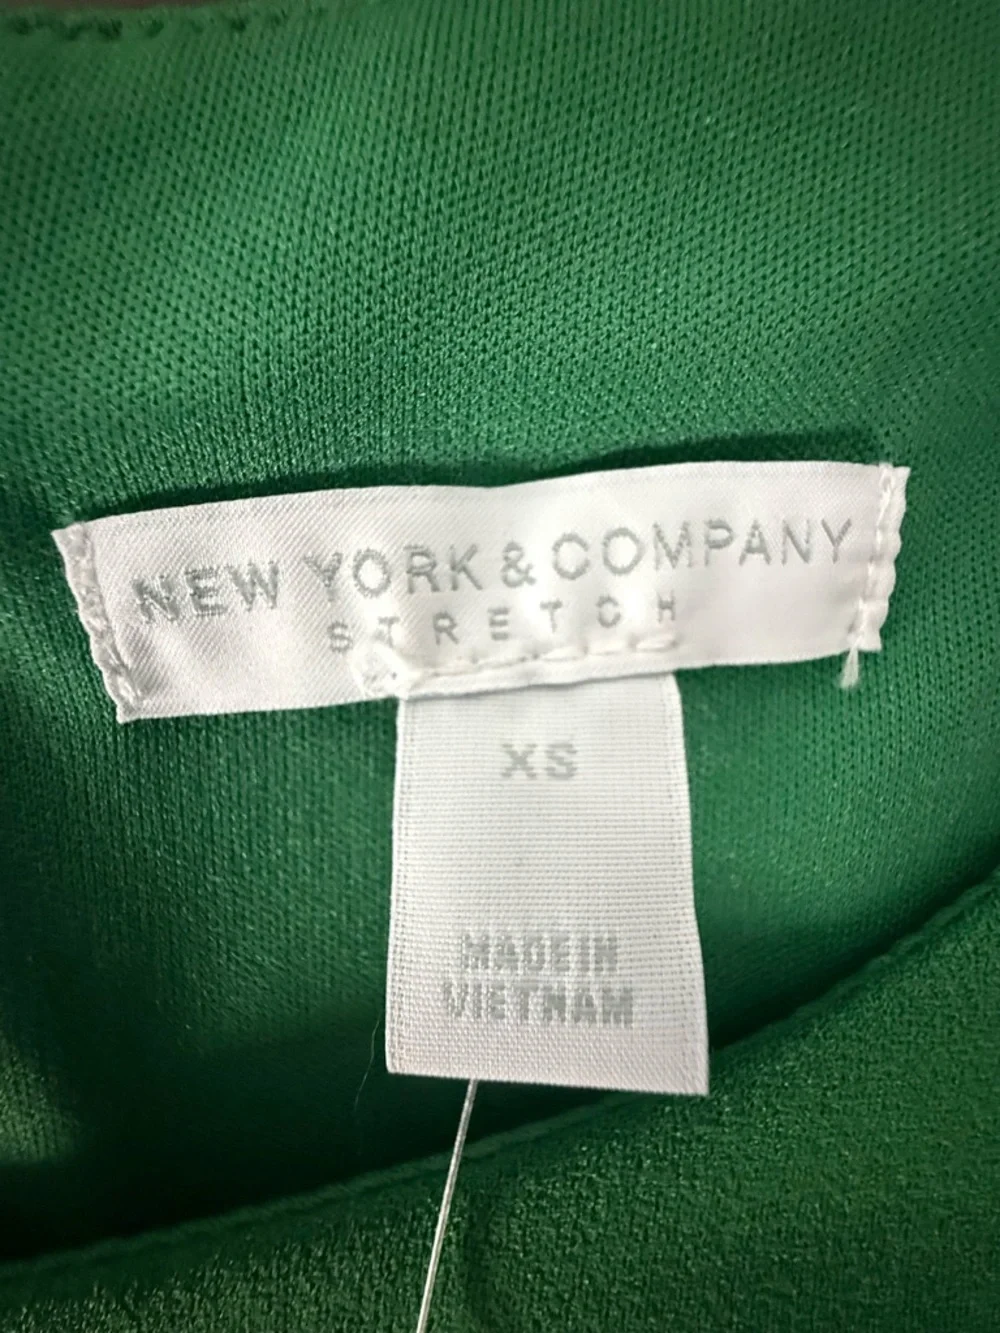 NEW YORK & COMPANY
STRETCH
XS
MADE IN
VIETNAM